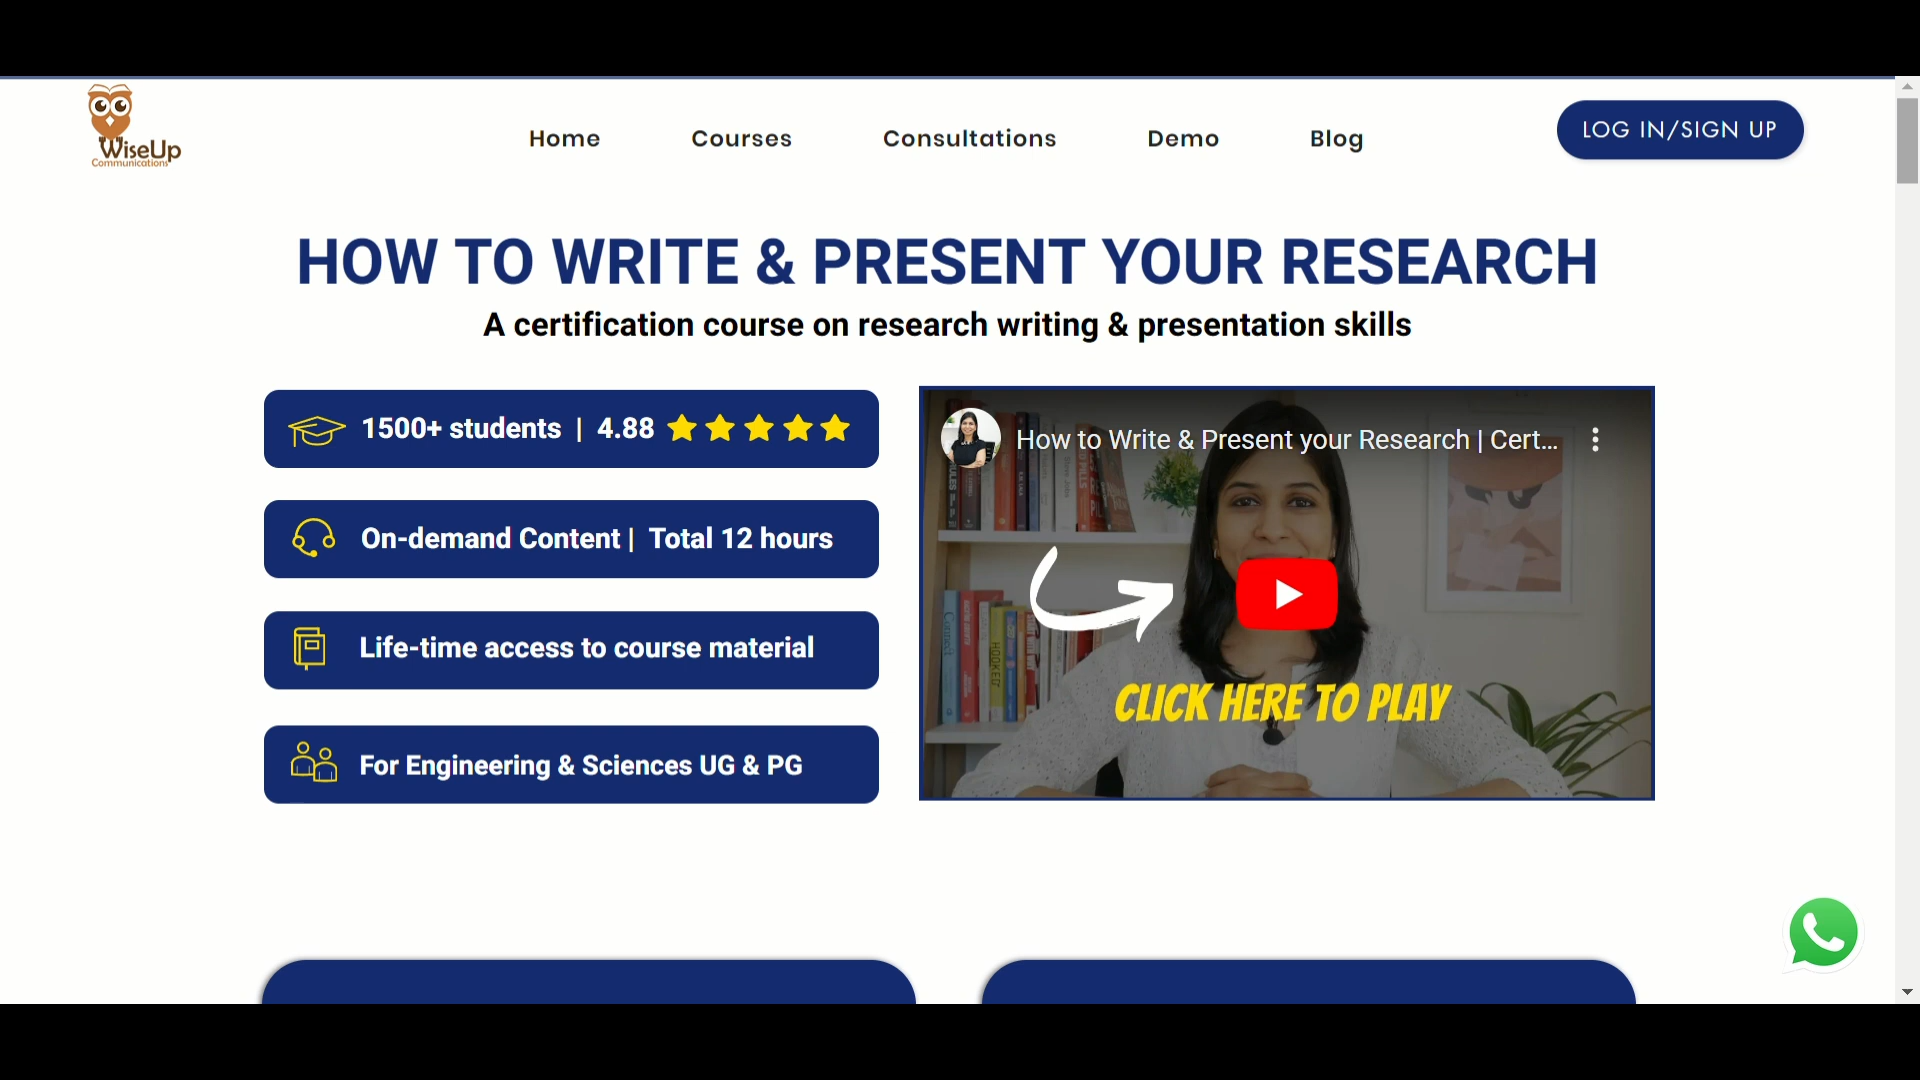 WiseUp
Communications
Home
Courses
Consultations
Demo
Blog
LOG IN/SIGN UP
HOW TO WRITE & PRESENT YOUR RESEARCH
A certification course on research writing & presentation skills
1500+ students | 4.88
On-demand Content | Total 12 hours
Life-time access to course material
For Engineering & Sciences UG & PG
How to Write & Present your Research | Cert...
HOOKED
CLICK HERE TO PLAY